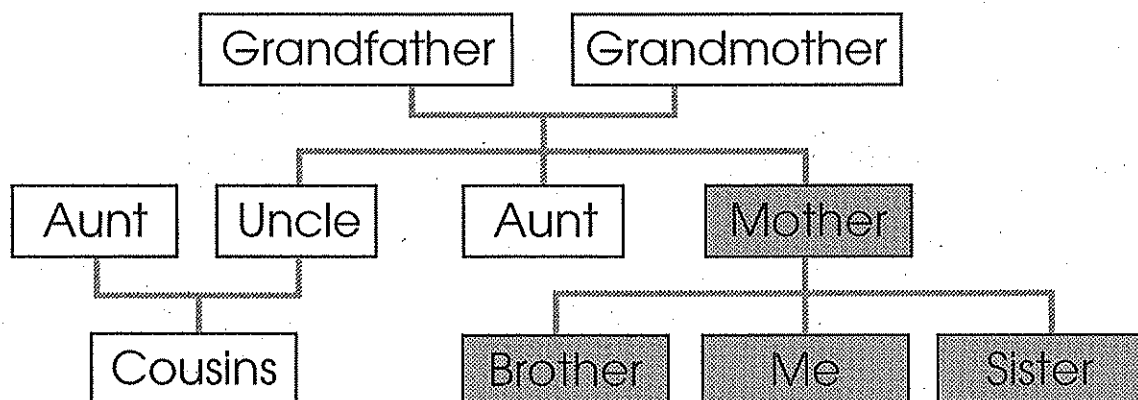 Grandfather Grandmother
Aunt Uncle Aunt Mother
Cousins Brother Me Sister